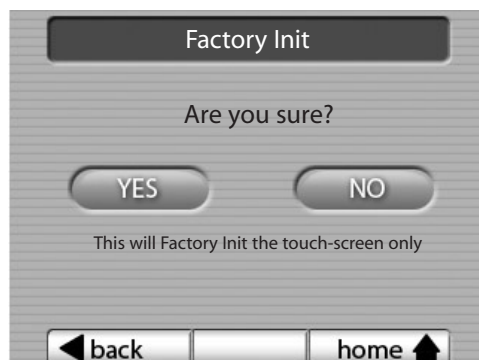 Factory Init
Are you sure?
YES NO
This will Factory Init the touch-screen only
back home